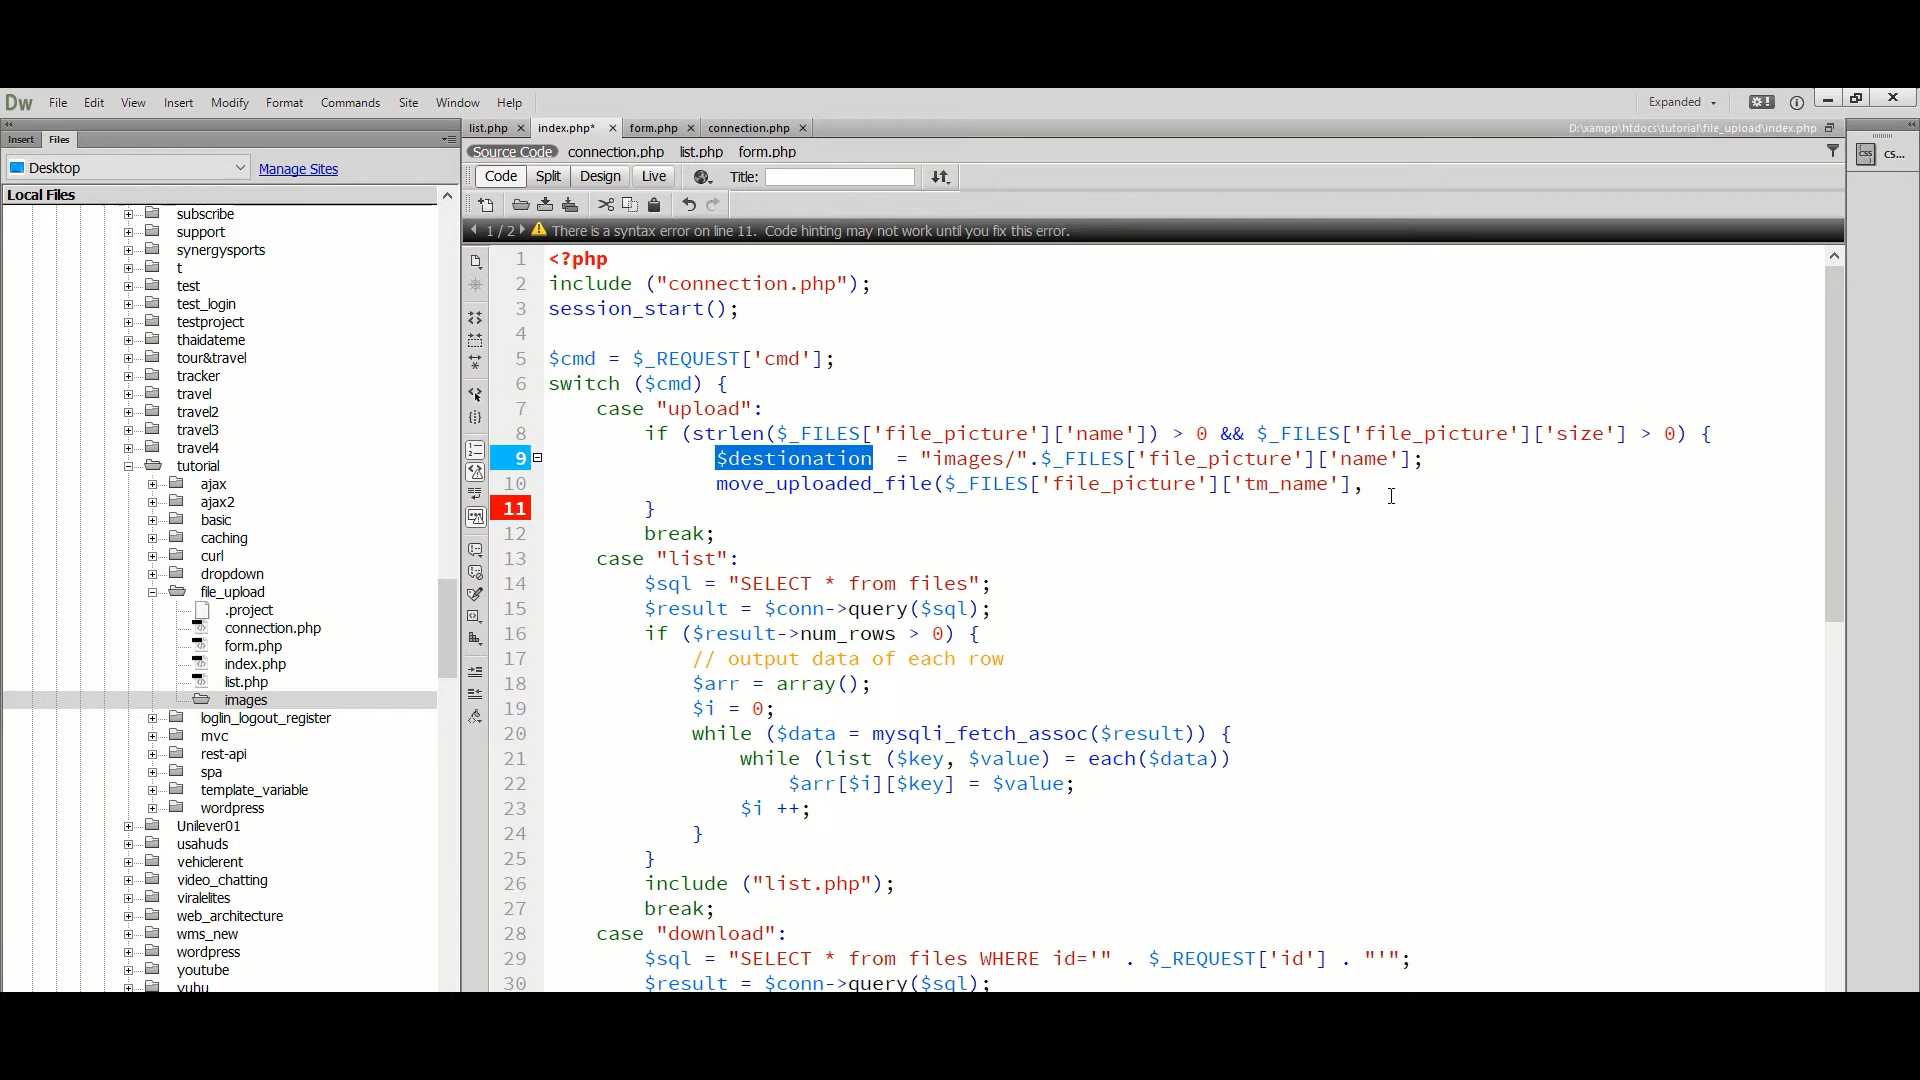 Dw File Edit View Insert Modify Format Commands Site Window Help Expanded
Insert Files
list.php index.php* form.php connection.php D:\xampp\htdocs\tutorial\file_upload\index.php
Desktop Manage Sites
Source Code connection.php list.php form.php
CSS CS...
Code Split Design Live Title:
Local Files
1 / 2 There is a syntax error on line 11. Code hinting may not work until you fix this error.
subscribe
support
synergysports
t
test
test_login
testproject
thaidateme
tour&travel
tracker
travel
travel2
travel3
travel4
tutorial
ajax
ajax2
basic
caching
curl
dropdown
file_upload
.project
connection.php
form.php
index.php
list.php
images
loglin_logout_register
mvc
rest-api
spa
template_variable
wordpress
Unilever01
usahuds
vehiclerent
video_chatting
viralelites
web_architecture
wms_new
wordpress
youtube
yuhu
1 <?php
2 include ("connection.php");
3 session_start();
4
5 $cmd = $_REQUEST['cmd'];
6 switch ($cmd) {
7 case "upload":
8 if (strlen($_FILES['file_picture']['name']) > 0 && $_FILES['file_picture']['size'] > 0) {
9 $destionation = "images/".$_FILES['file_picture']['name'];
10 move_uploaded_file($_FILES['file_picture']['tm_name'],
11 }
12 break;
13 case "list":
14 $sql = "SELECT * from files";
15 $result = $conn->query($sql);
16 if ($result->num_rows > 0) {
17 // output data of each row
18 $arr = array();
19 $i = 0;
20 while ($data = mysqli_fetch_assoc($result)) {
21 while (list ($key, $value) = each($data))
22 $arr[$i][$key] = $value;
23 $i ++;
24 }
25 }
26 include ("list.php");
27 break;
28 case "download":
29 $sql = "SELECT * from files WHERE id='" . $_REQUEST['id'] . "'";
30 $result = $conn->query($sql);